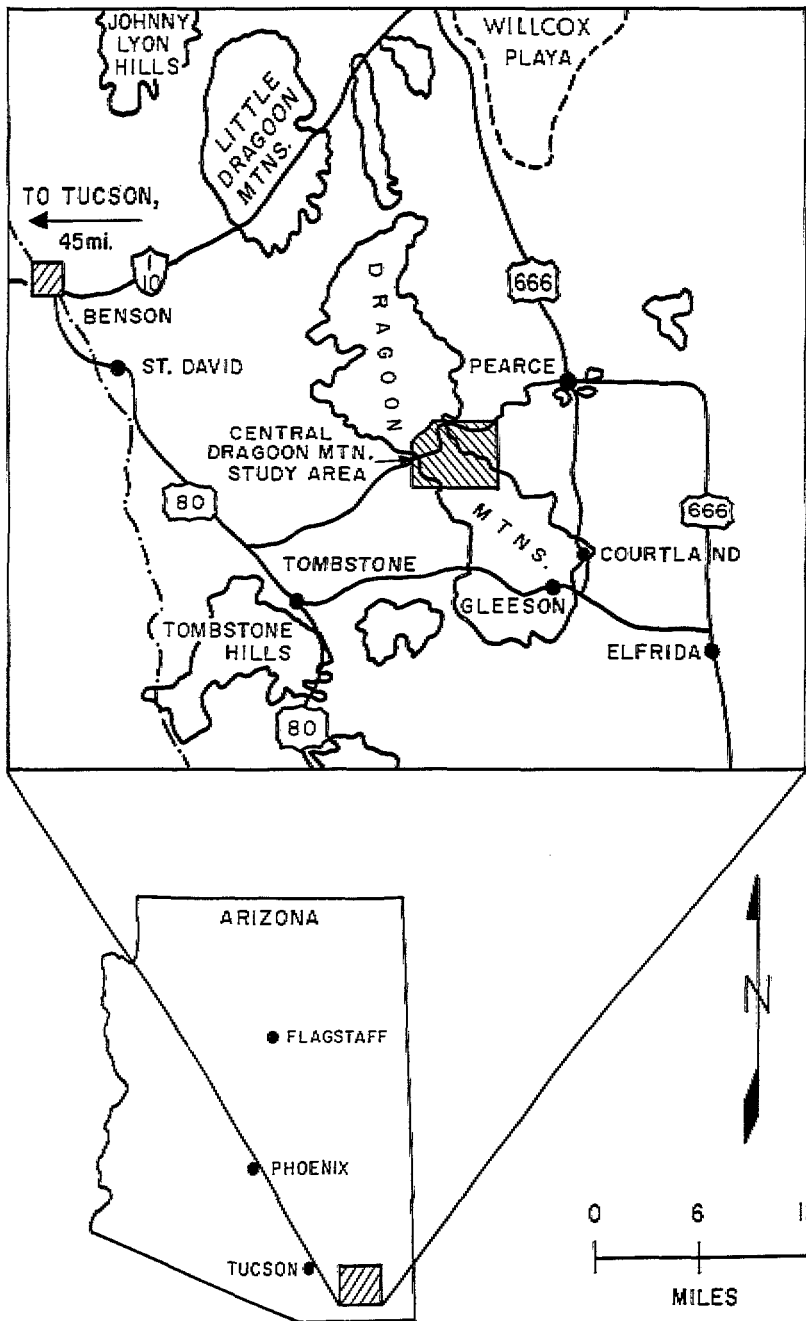 JOHNNY
LYON
HILLS
WILLCOX
PLAYA
LITTLE
DRAGOON
MTNS.
TO TUCSON,
45mi.
I
10
BENSON
ST. DAVID
DRAGOON
666
PEARCE
CENTRAL
DRAGOON MTN.
STUDY AREA
80
MTNS.
666
TOMBSTONE
COURTLAND
GLEESON
TOMBSTONE
HILLS
ELFRIDA
80
ARIZONA
FLAGSTAFF
N
PHOENIX
0 6
TUCSON
MILES